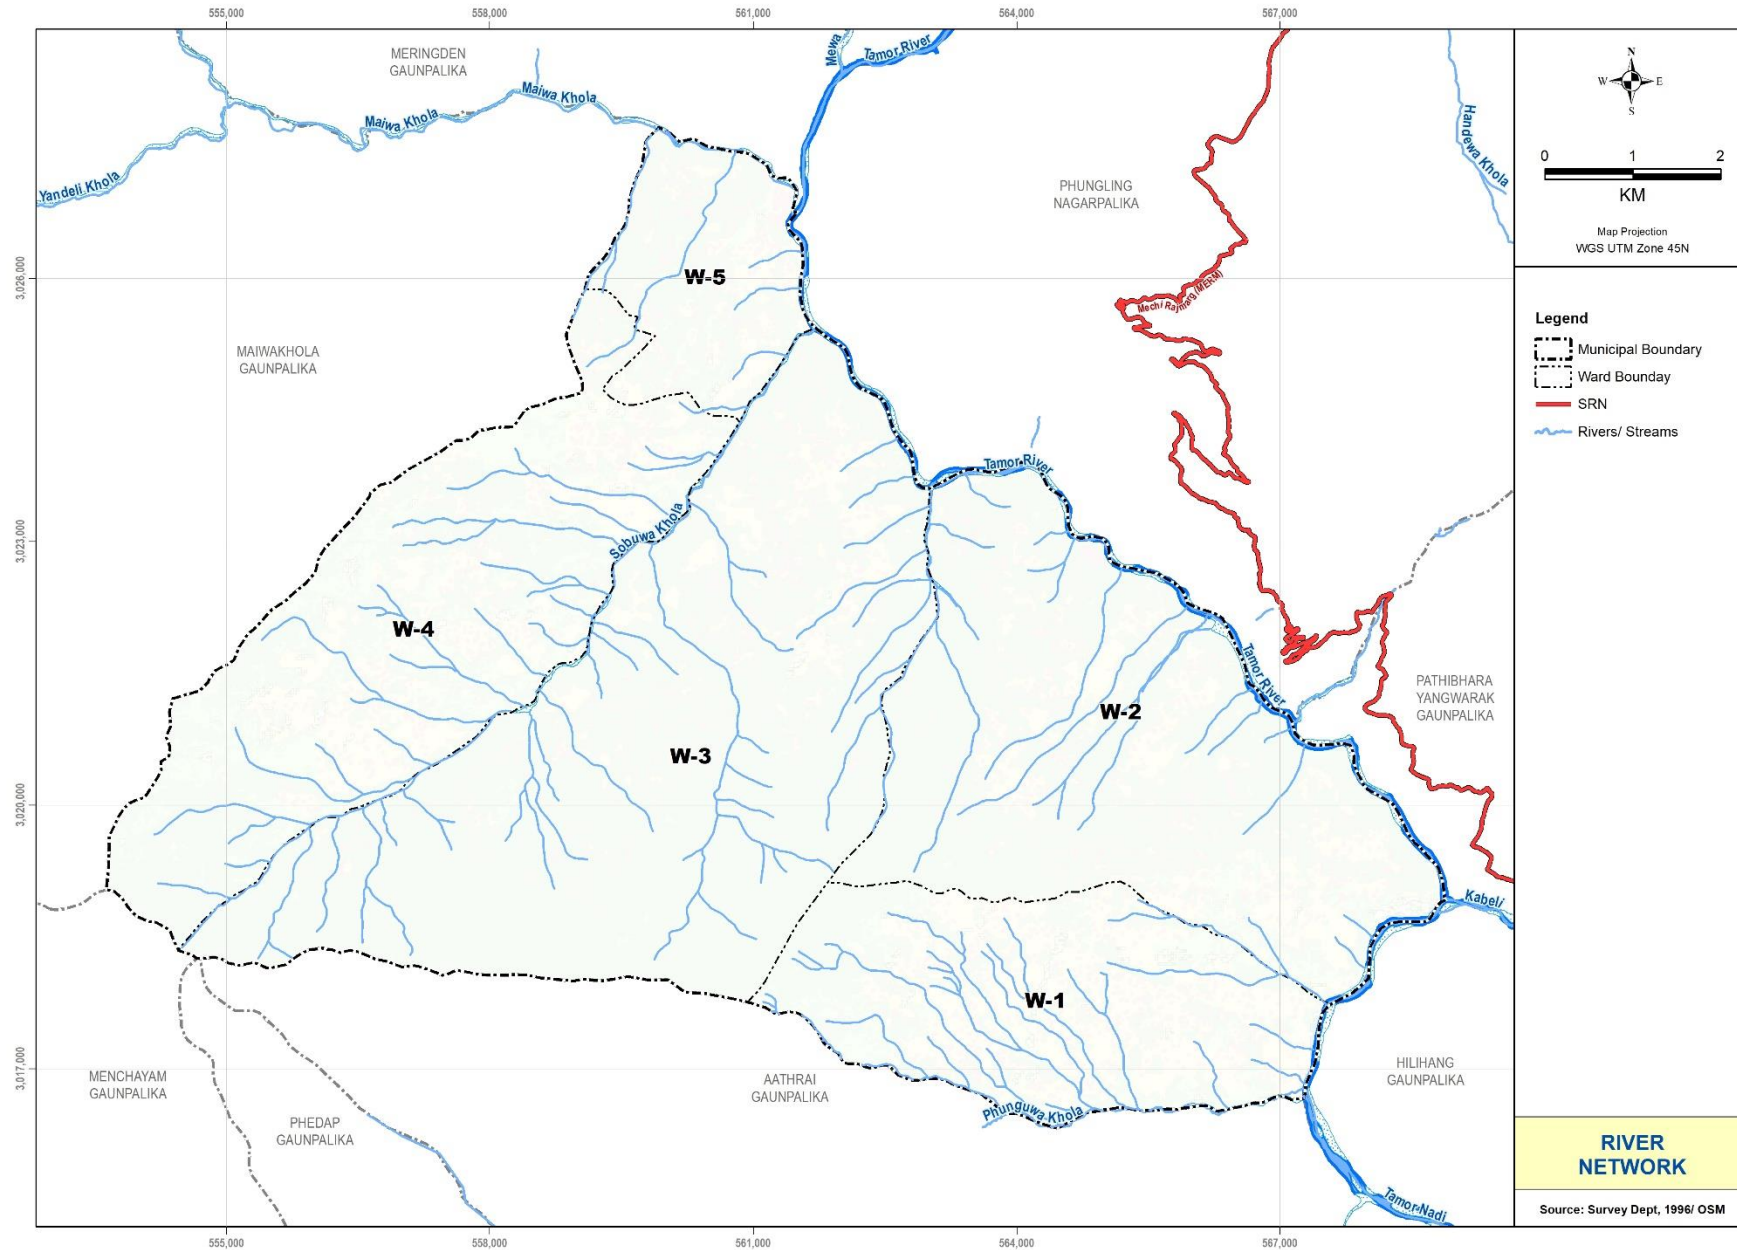 555,000
558,000
561,000
564,000
567,000
MERINGDEN
GAUNPALIKA
Mewa
Tamor River
Maiwa Khola
Maiwa Khola
Yandeli Khola
Handewa Khola
PHUNGLING
NAGARPALIKA
3,026,000
W-5
Mechi Rajmarg (MERM)
MAIWAKHOLA
GAUNPALIKA
Tamor River
3,023,000
Sobuwa Khola
W-4
Tamor River
PATHIBHARA
YANGWARAK
GAUNPALIKA
W-2
W-3
3,020,000
Kabeli
W-1
3,017,000
MENCHAYAM
GAUNPALIKA
PHEDAP
GAUNPALIKA
AATHRAI
GAUNPALIKA
Phunguwa Khola
HILIHANG
GAUNPALIKA
Tamor Nadi
555,000
558,000
561,000
564,000
567,000
N
W E
S
0 1 2
KM
Map Projection
WGS UTM Zone 45N
Legend
Municipal Boundary
Ward Boundary
SRN
Rivers/ Streams
RIVER
NETWORK
Source: Survey Dept, 1996/ OSM